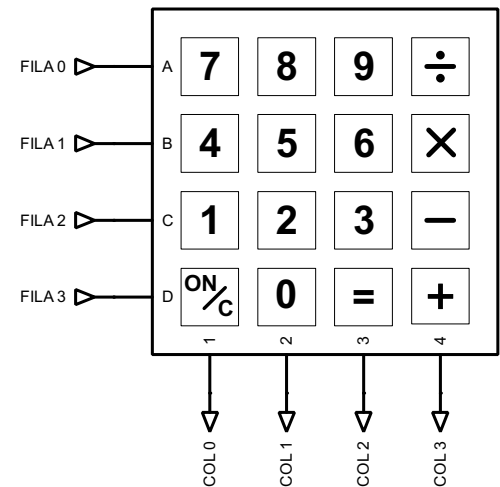 FILA 0 A 7 8 9 ÷
FILA 1 B 4 5 6 ×
FILA 2 C 1 2 3 −
FILA 3 D ON/C 0 = +
1 2 3 4
COL 0 COL 1 COL 2 COL 3